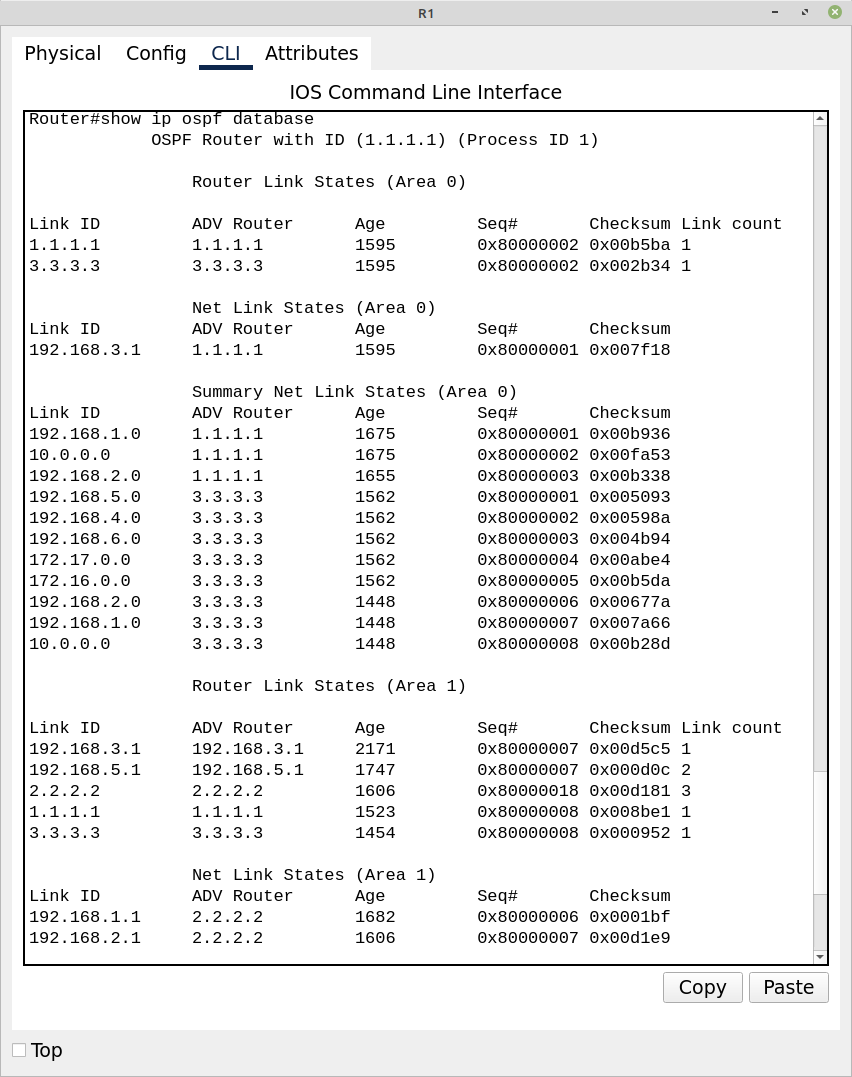 R1
Physical Config CLI Attributes
IOS Command Line Interface
Router#show ip ospf database
            OSPF Router with ID (1.1.1.1) (Process ID 1)

                Router Link States (Area 0)

Link ID         ADV Router      Age         Seq#       Checksum Link count
1.1.1.1         1.1.1.1         1595        0x80000002 0x00b5ba 1
3.3.3.3         3.3.3.3         1595        0x80000002 0x002b34 1

                Net Link States (Area 0)
Link ID         ADV Router      Age         Seq#       Checksum
192.168.3.1     1.1.1.1         1595        0x80000001 0x007f18

                Summary Net Link States (Area 0)
Link ID         ADV Router      Age         Seq#       Checksum
192.168.1.0     1.1.1.1         1675        0x80000001 0x00b936
10.0.0.0        1.1.1.1         1675        0x80000002 0x00fa53
192.168.2.0     1.1.1.1         1655        0x80000003 0x00b338
192.168.5.0     3.3.3.3         1562        0x80000001 0x005093
192.168.4.0     3.3.3.3         1562        0x80000002 0x00598a
192.168.6.0     3.3.3.3         1562        0x80000003 0x004b94
172.17.0.0      3.3.3.3         1562        0x80000004 0x00abe4
172.16.0.0      3.3.3.3         1562        0x80000005 0x00b5da
192.168.2.0     3.3.3.3         1448        0x80000006 0x00677a
192.168.1.0     3.3.3.3         1448        0x80000007 0x007a66
10.0.0.0        3.3.3.3         1448        0x80000008 0x00b28d

                Router Link States (Area 1)

Link ID         ADV Router      Age         Seq#       Checksum Link count
192.168.3.1     192.168.3.1     2171        0x80000007 0x00d5c5 1
192.168.5.1     192.168.5.1     1747        0x80000007 0x000d0c 2
2.2.2.2         2.2.2.2         1606        0x80000018 0x00d181 3
1.1.1.1         1.1.1.1         1523        0x80000008 0x008be1 1
3.3.3.3         3.3.3.3         1454        0x80000008 0x000952 1

                Net Link States (Area 1)
Link ID         ADV Router      Age         Seq#       Checksum
192.168.1.1     2.2.2.2         1682        0x80000006 0x0001bf
192.168.2.1     2.2.2.2         1606        0x80000007 0x00d1e9
Copy Paste
Top